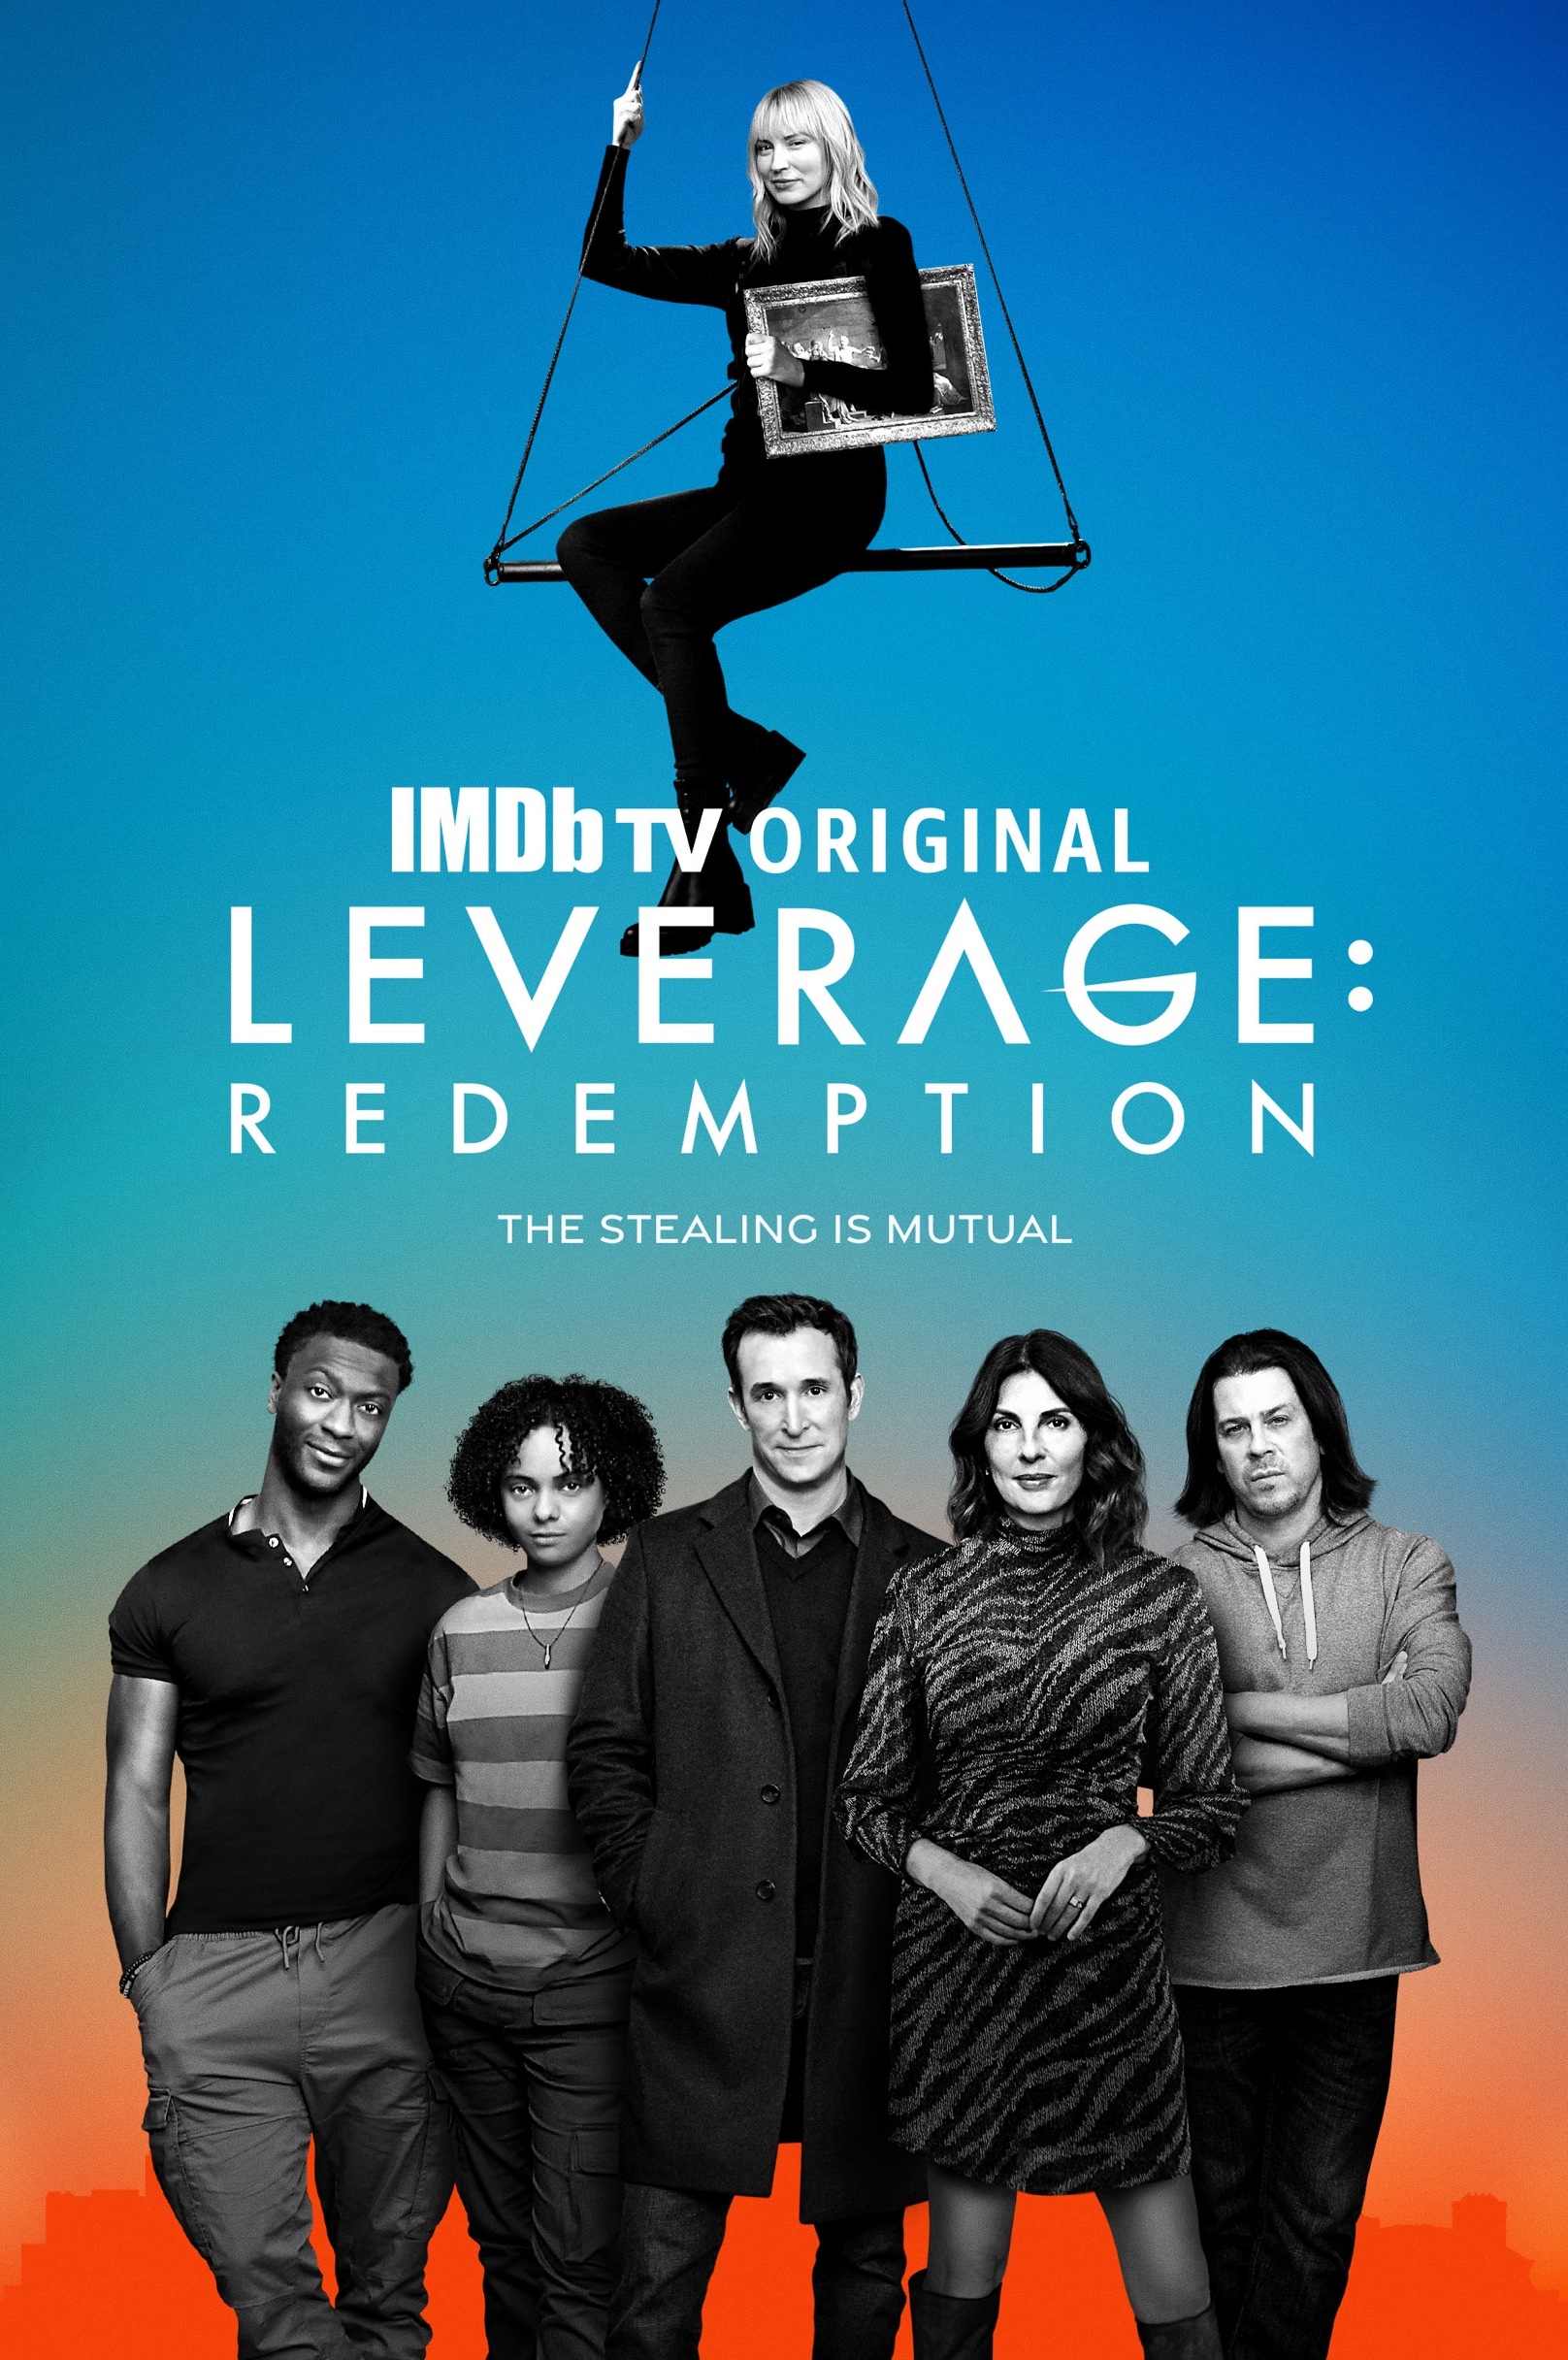 IMDb TV ORIGINAL
LEVERAGE:
REDEMPTION
THE STEALING IS MUTUAL